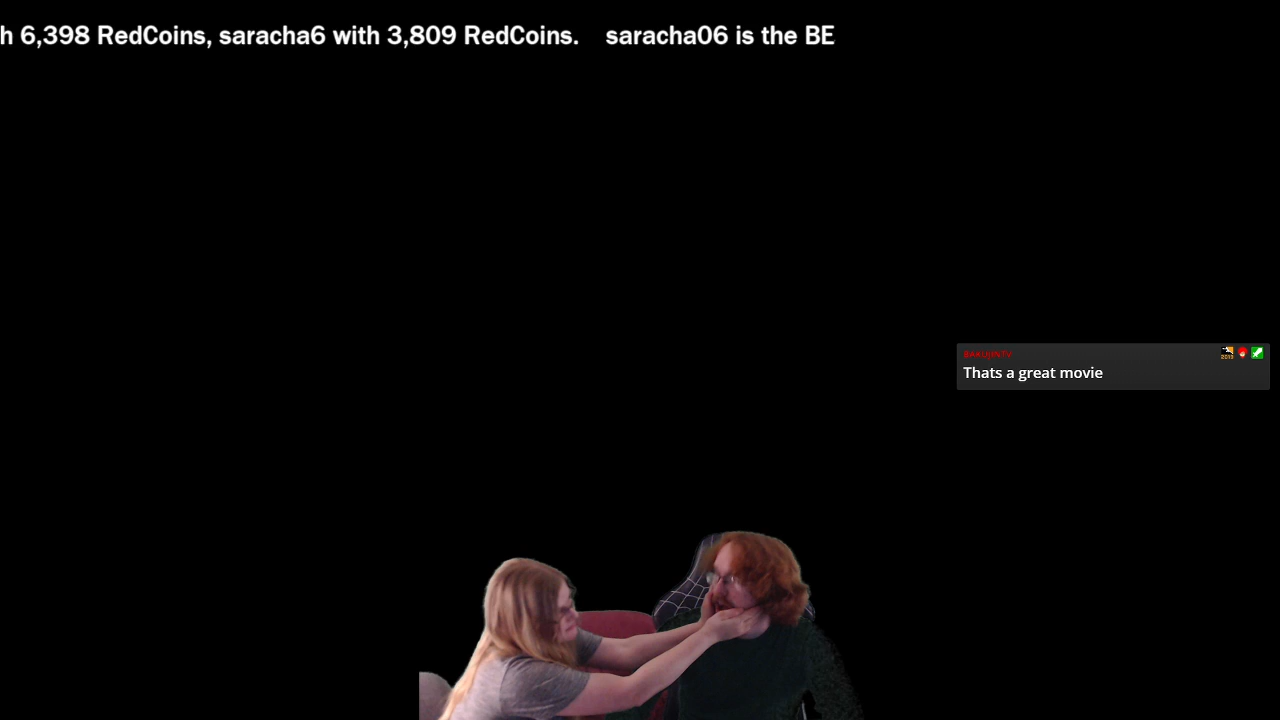 h 6,398 RedCoins, saracha6 with 3,809 RedCoins. saracha06 is the BE
Thats a great movie